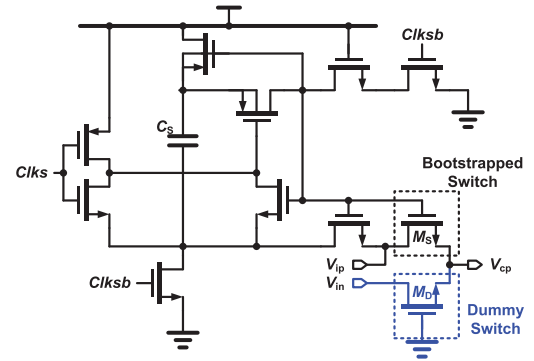 Clksb
CS
Clks
Bootstrapped
Switch
MS
Vip
Vcp
Vin
MD
Clksb
Dummy
Switch